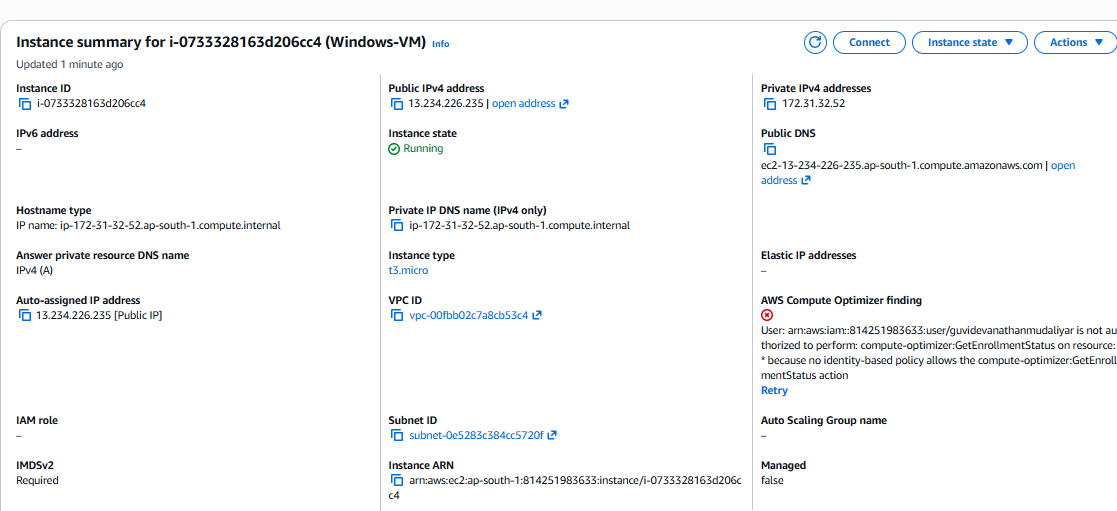 Instance summary for i-0733328163d206cc4 (Windows-VM) Info
Updated 1 minute ago
Connect
Instance state
Actions
Instance ID
i-0733328163d206cc4
Public IPv4 address
13.234.226.235 | open address
Private IPv4 addresses
172.31.32.52
IPv6 address
–
Instance state
Running
Public DNS
ec2-13-234-226-235.ap-south-1.compute.amazonaws.com | open
address
Hostname type
IP name: ip-172-31-32-52.ap-south-1.compute.internal
Private IP DNS name (IPv4 only)
ip-172-31-32-52.ap-south-1.compute.internal
Answer private resource DNS name
IPv4 (A)
Instance type
t3.micro
Elastic IP addresses
–
Auto-assigned IP address
13.234.226.235 [Public IP]
VPC ID
vpc-00fbb02c7a8cb53c4
AWS Compute Optimizer finding
User: arn:aws:iam::814251983633:user/guvidevanathanmudaliyar is not au
thorized to perform: compute-optimizer:GetEnrollmentStatus on resource:
* because no identity-based policy allows the compute-optimizer:GetEnroll
mentStatus action
Retry
IAM role
–
Subnet ID
subnet-0e5283c384cc5720f
Auto Scaling Group name
–
IMDSv2
Required
Instance ARN
arn:aws:ec2:ap-south-1:814251983633:instance/i-0733328163d206c
c4
Managed
false